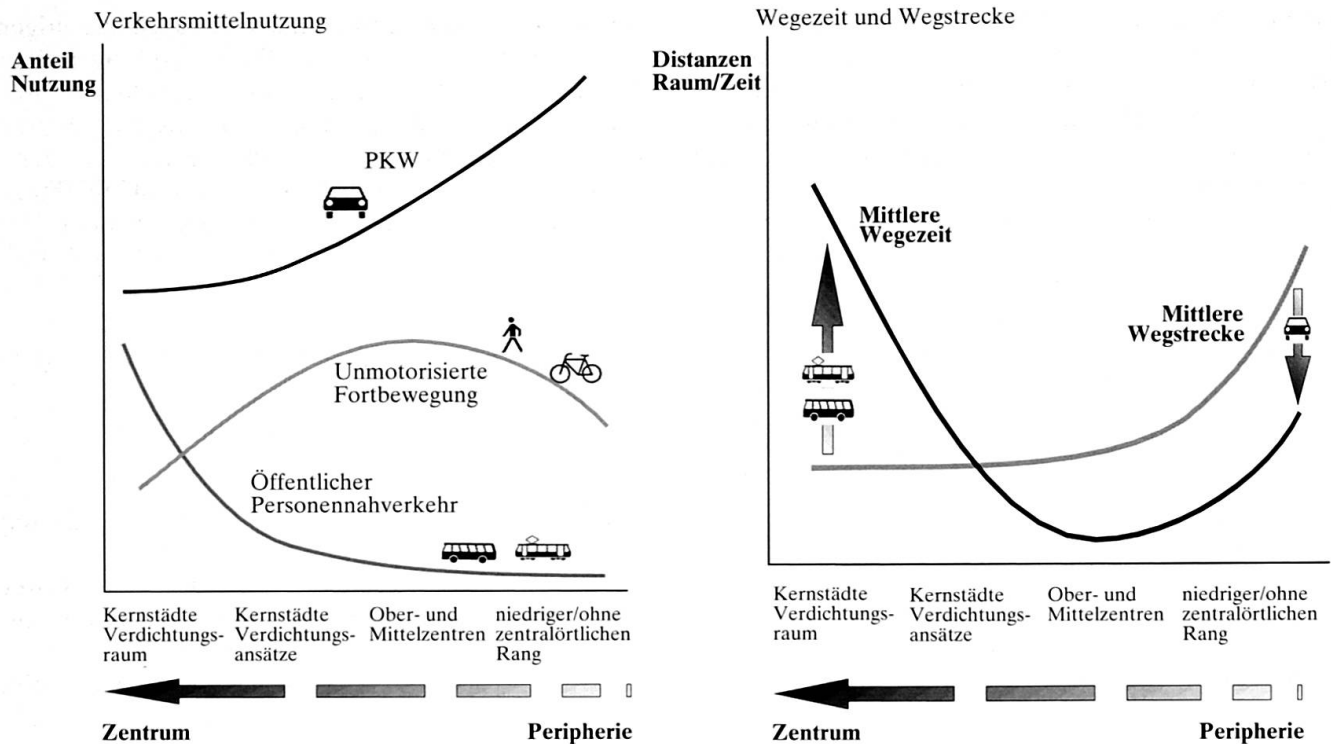 Verkehrsmittelnutzung
Anteil
Nutzung
PKW
Unmotorisierte
Fortbewegung
Öffentlicher
Personennahverkehr
Kernstädte
Verdichtungs-
raum
Kernstädte
Verdichtungs-
ansätze
Ober- und
Mittelzentren
niedriger/ohne
zentralörtlichen
Rang
Zentrum
Peripherie
Wegezeit und Wegstrecke
Distanzen
Raum/Zeit
Mittlere
Wegezeit
Mittlere
Wegstrecke
Kernstädte
Verdichtungs-
raum
Kernstädte
Verdichtungs-
ansätze
Ober- und
Mittelzentren
niedriger/ohne
zentralörtlichen
Rang
Zentrum
Peripherie